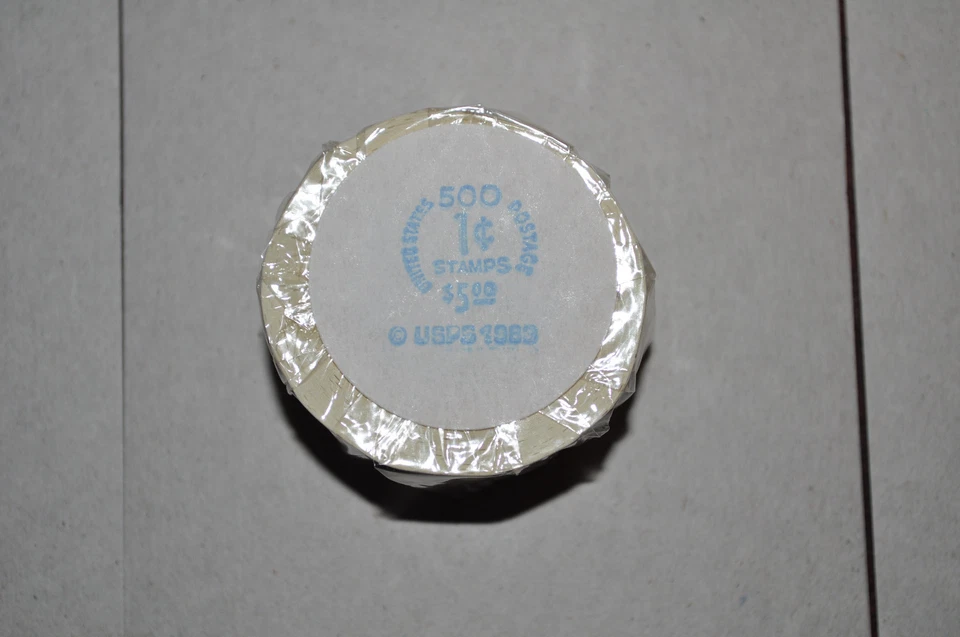 500
UNITED STATES POSTAGE
1¢
STAMPS
$5.00
© USPS 1989